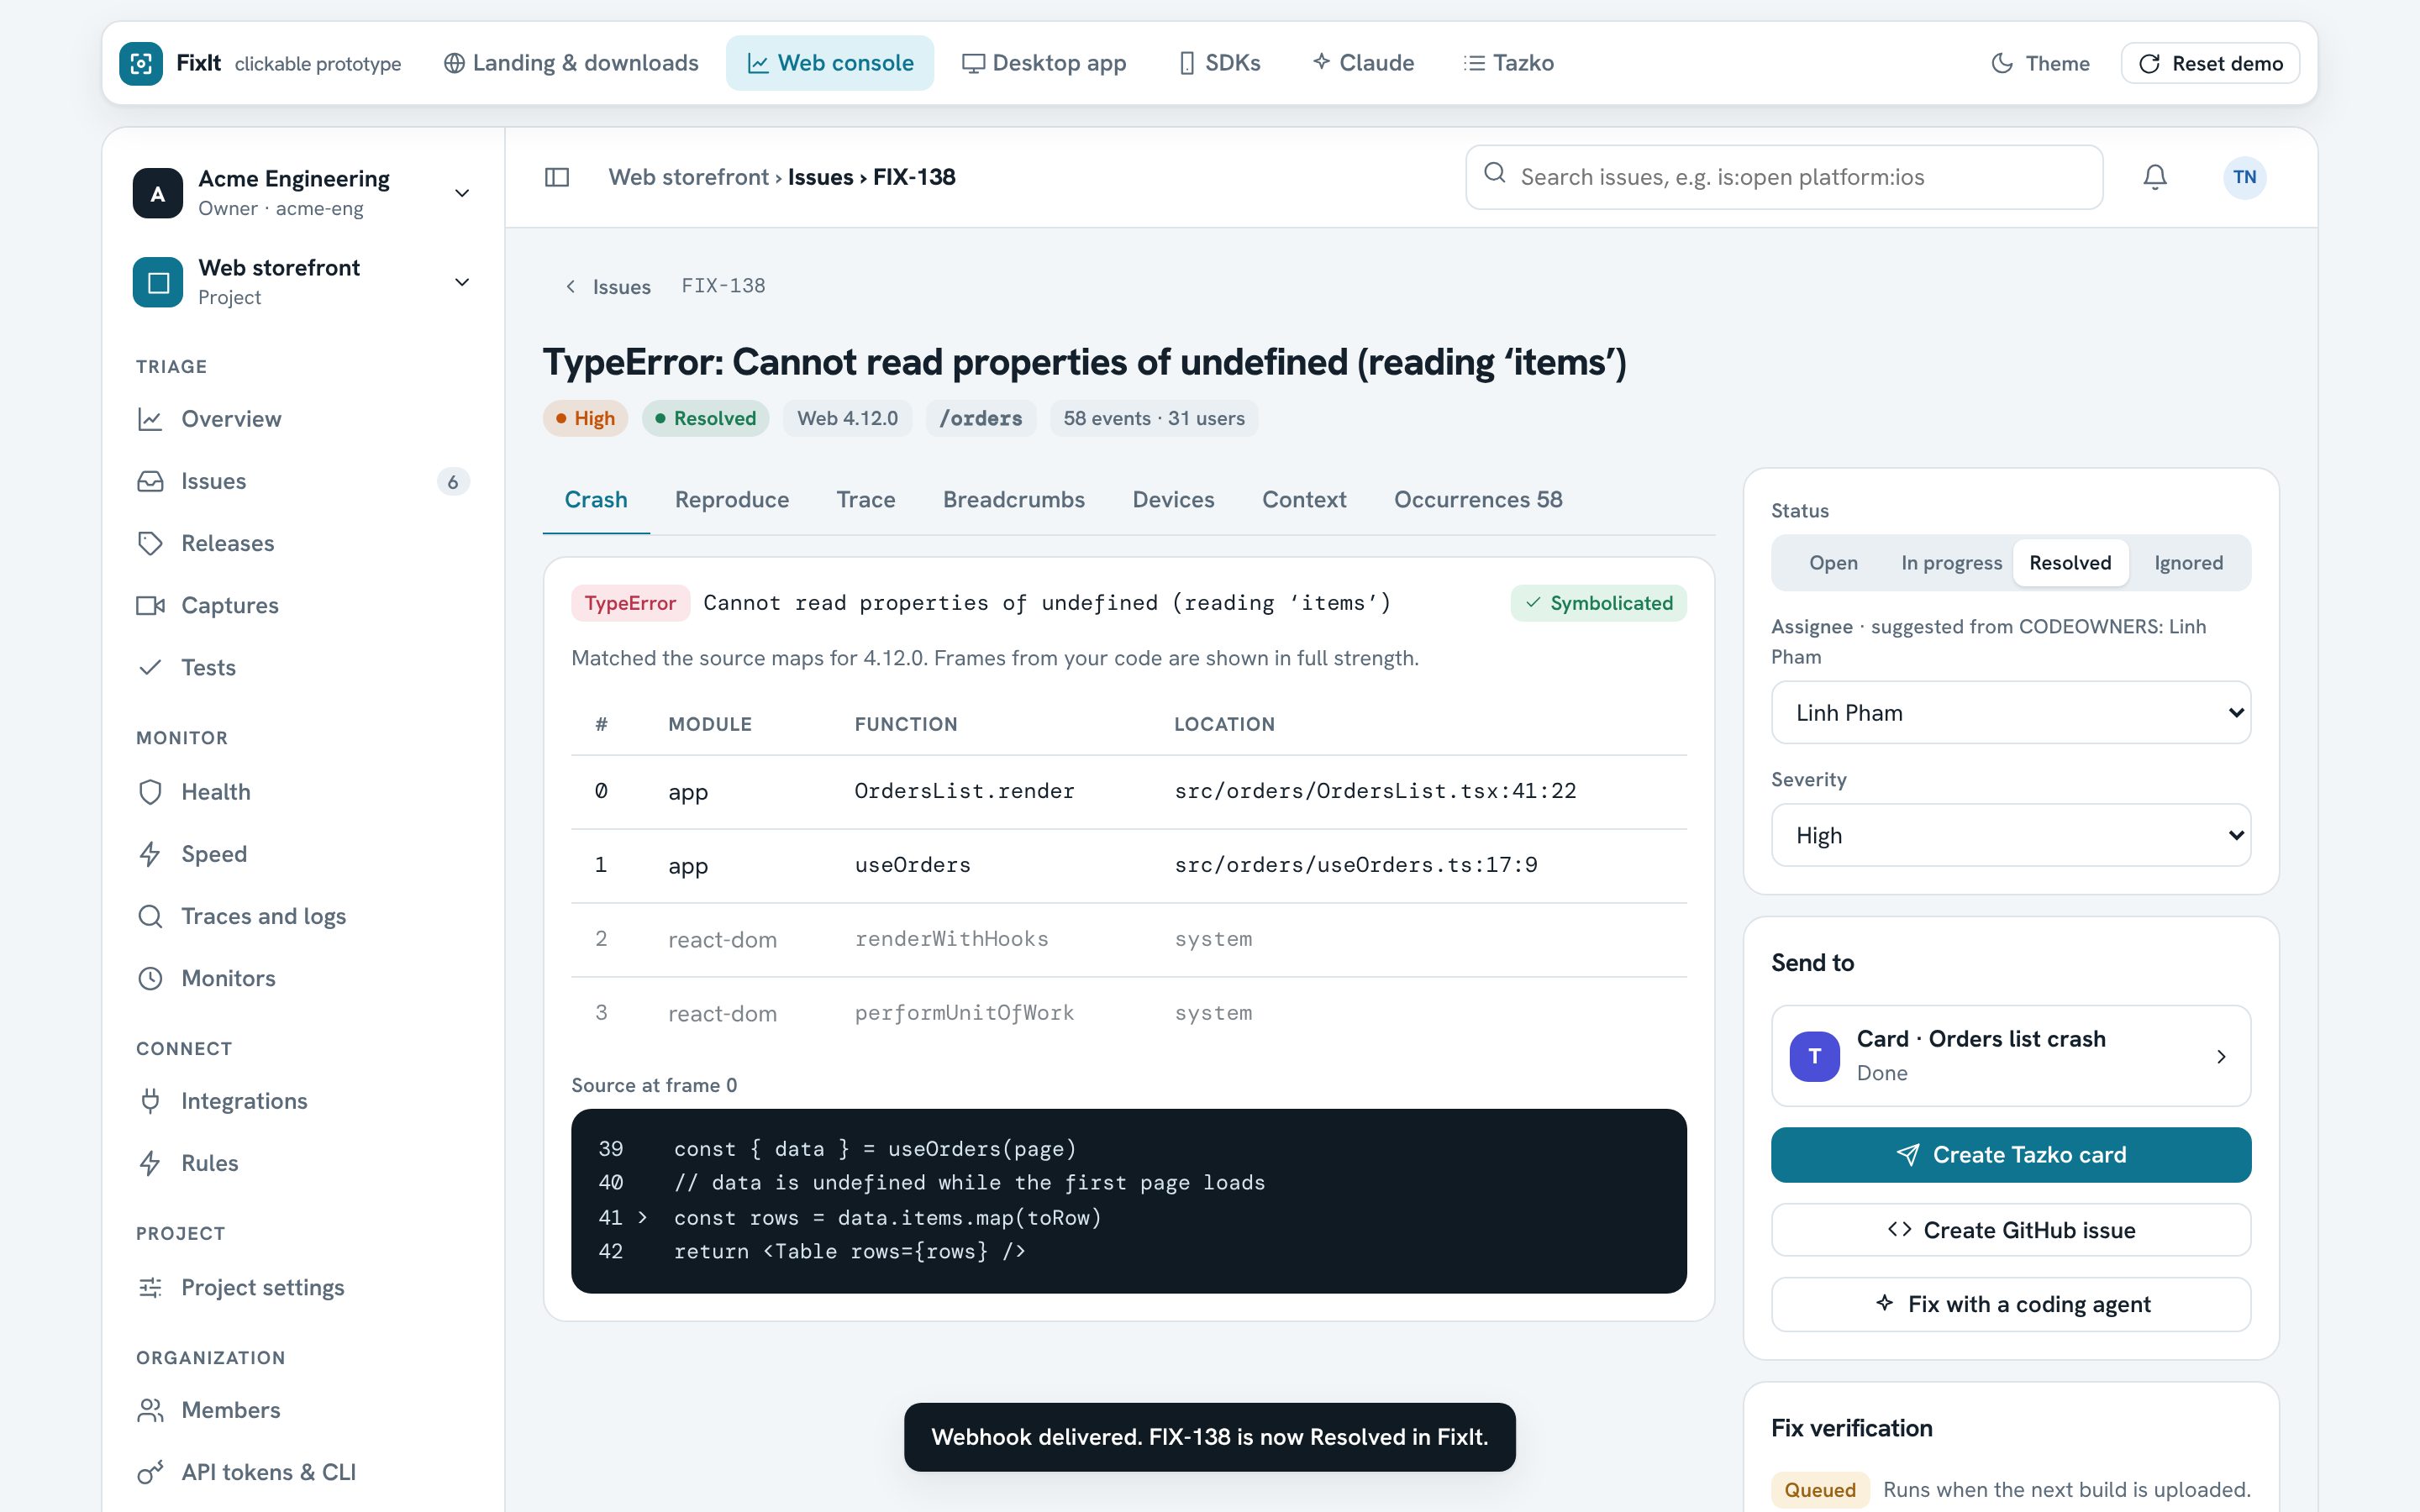 FixIt clickable prototype Landing & downloads Web console Desktop app SDKs Claude Tazko Theme Reset demo
A Acme Engineering
Owner · acme-eng
Web storefront
Project
TRIAGE
Overview
Issues 6
Releases
Captures
Tests
MONITOR
Health
Speed
Traces and logs
Monitors
CONNECT
Integrations
Rules
PROJECT
Project settings
ORGANIZATION
Members
API tokens & CLI
Web storefront › Issues › FIX-138
Search issues, e.g. is:open platform:ios
TN
Issues FIX-138
TypeError: Cannot read properties of undefined (reading ‘items’)
High Resolved Web 4.12.0 /orders 58 events · 31 users
Crash Reproduce Trace Breadcrumbs Devices Context Occurrences 58
TypeError Cannot read properties of undefined (reading ‘items’) Symbolicated
Matched the source maps for 4.12.0. Frames from your code are shown in full strength.
# MODULE FUNCTION LOCATION
0 app OrdersList.render src/orders/OrdersList.tsx:41:22
1 app useOrders src/orders/useOrders.ts:17:9
2 react-dom renderWithHooks system
3 react-dom performUnitOfWork system
Source at frame 0
39 const { data } = useOrders(page)
40 // data is undefined while the first page loads
41 > const rows = data.items.map(toRow)
42 return <Table rows={rows} />
Status
Open In progress Resolved Ignored
Assignee · suggested from CODEOWNERS: Linh
Pham
Linh Pham
Severity
High
Send to
T Card · Orders list crash
Done
Create Tazko card
Create GitHub issue
Fix with a coding agent
Fix verification
Queued Runs when the next build is uploaded.
Webhook delivered. FIX-138 is now Resolved in FixIt.